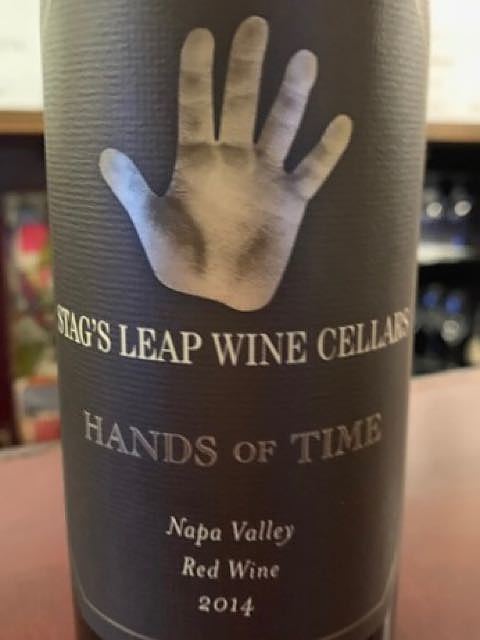 STAG'S LEAP WINE CELLARS
HANDS OF TIME
Napa Valley
Red Wine
2014